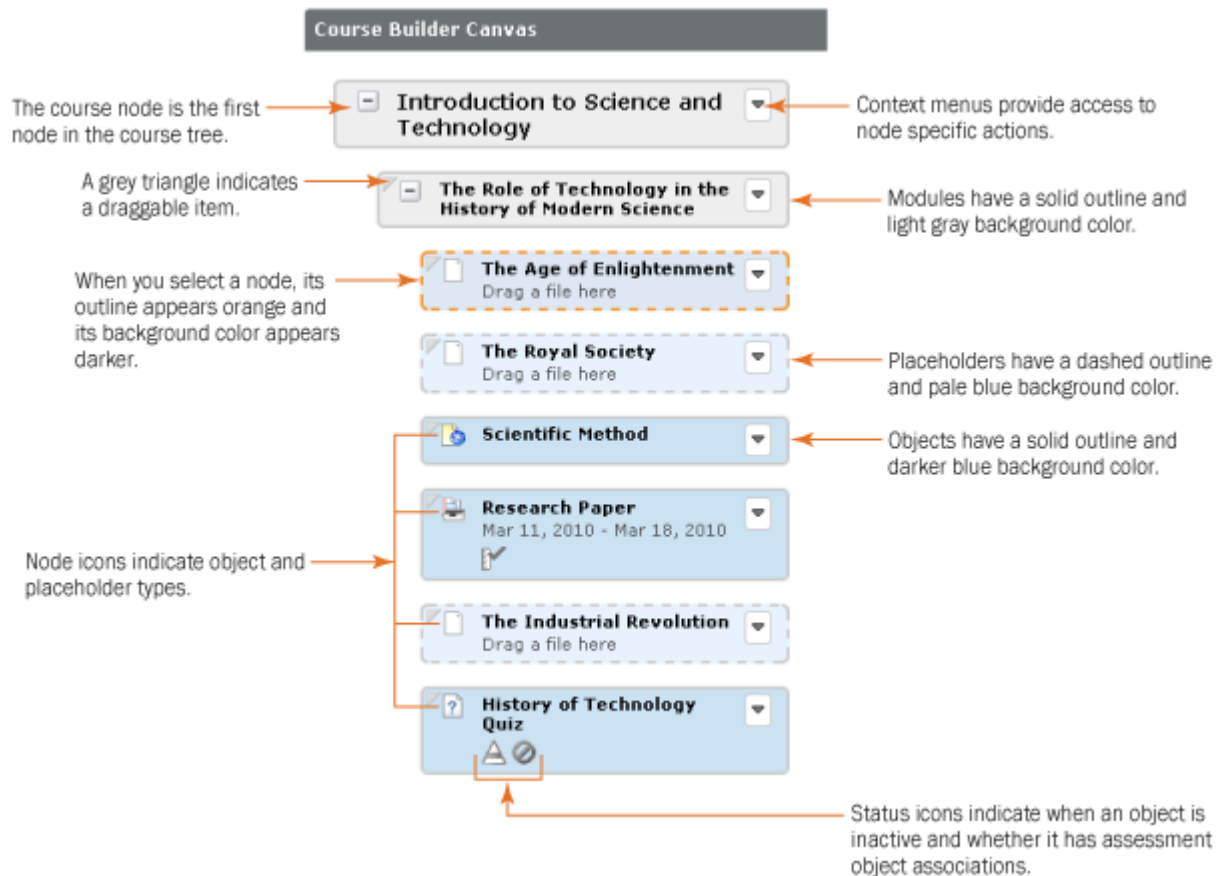 Course Builder Canvas
Introduction to Science and
Technology
The course node is the first
node in the course tree.
Context menus provide access to
node specific actions.
A grey triangle indicates
a draggable item.
The Role of Technology in the
History of Modern Science
Modules have a solid outline and
light gray background color.
The Age of Enlightenment
Drag a file here
When you select a node, its
outline appears orange and
its background color appears
darker.
The Royal Society
Drag a file here
Placeholders have a dashed outline
and pale blue background color.
Scientific Method
Objects have a solid outline and
darker blue background color.
Research Paper
Mar 11, 2010 - Mar 18, 2010
Node icons indicate object and
placeholder types.
The Industrial Revolution
Drag a file here
History of Technology
Quiz
Status icons indicate when an object is
inactive and whether it has assessment
object associations.